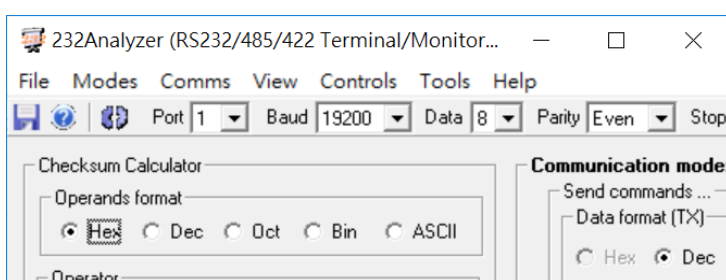 232Analyzer (RS232/485/422 Terminal/Monitor...
File Modes Comms View Controls Tools Help
Port 1 Baud 19200 Data 8 Parity Even Stop
Checksum Calculator
Operands format
Hex Dec Oct Bin ASCII
Operator
Communication mode
Send commands ...
Data format (TX)
Hex Dec